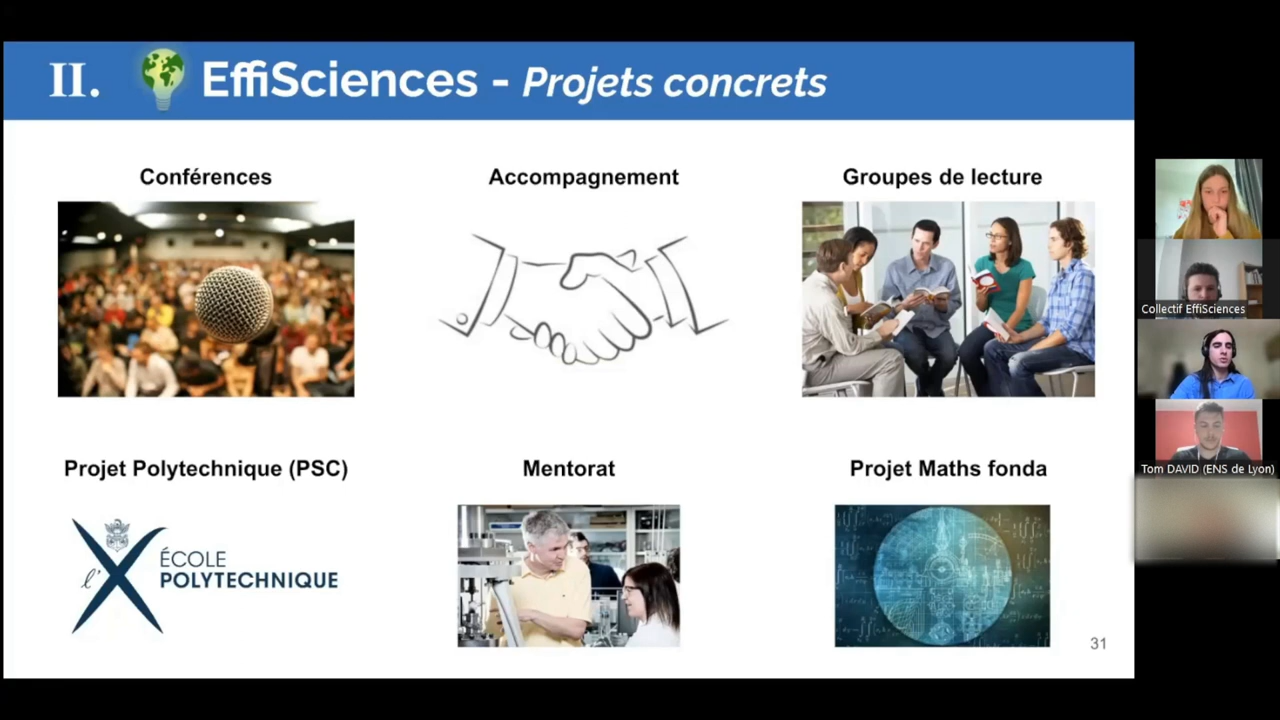 II. EffiSciences - Projets concrets
Conférences
Accompagnement
Groupes de lecture
Collectif EffiSciences
Projet Polytechnique (PSC)
Mentorat
Projet Maths fonda
Tom DAVID (ENS de Lyon)
l'X ÉCOLE
POLYTECHNIQUE
31